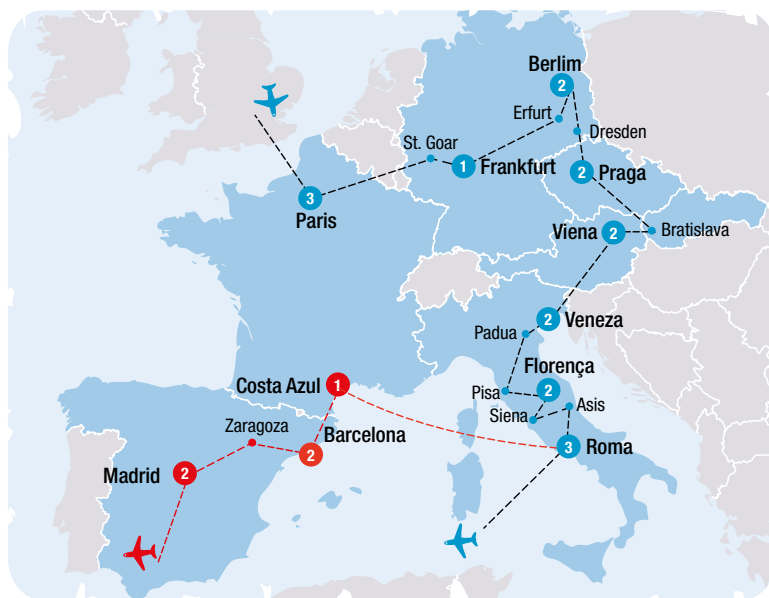 Berlim
2
Erfurt
Dresden
St. Goar
1
Frankfurt
2
Praga
3
Paris
Viena
2
Bratislava
2
Veneza
Padua
Florença
Costa Azul
1
Pisa
2
Asis
Siena
Zaragoza
Barcelona
2
3
Roma
Madrid
2